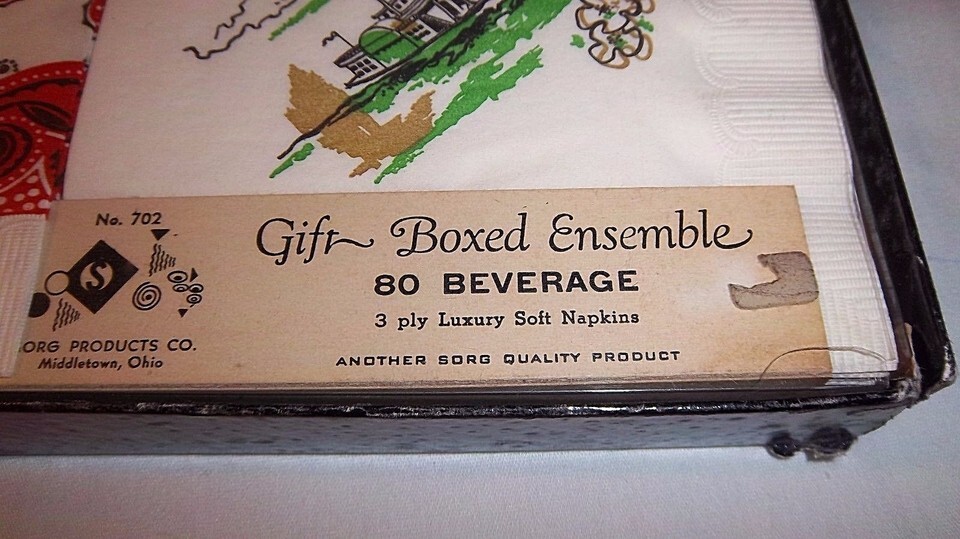 No. 702
S
ORG PRODUCTS CO.
Middletown, Ohio
Gift Boxed Ensemble
80 BEVERAGE
3 ply Luxury Soft Napkins
ANOTHER SORG QUALITY PRODUCT